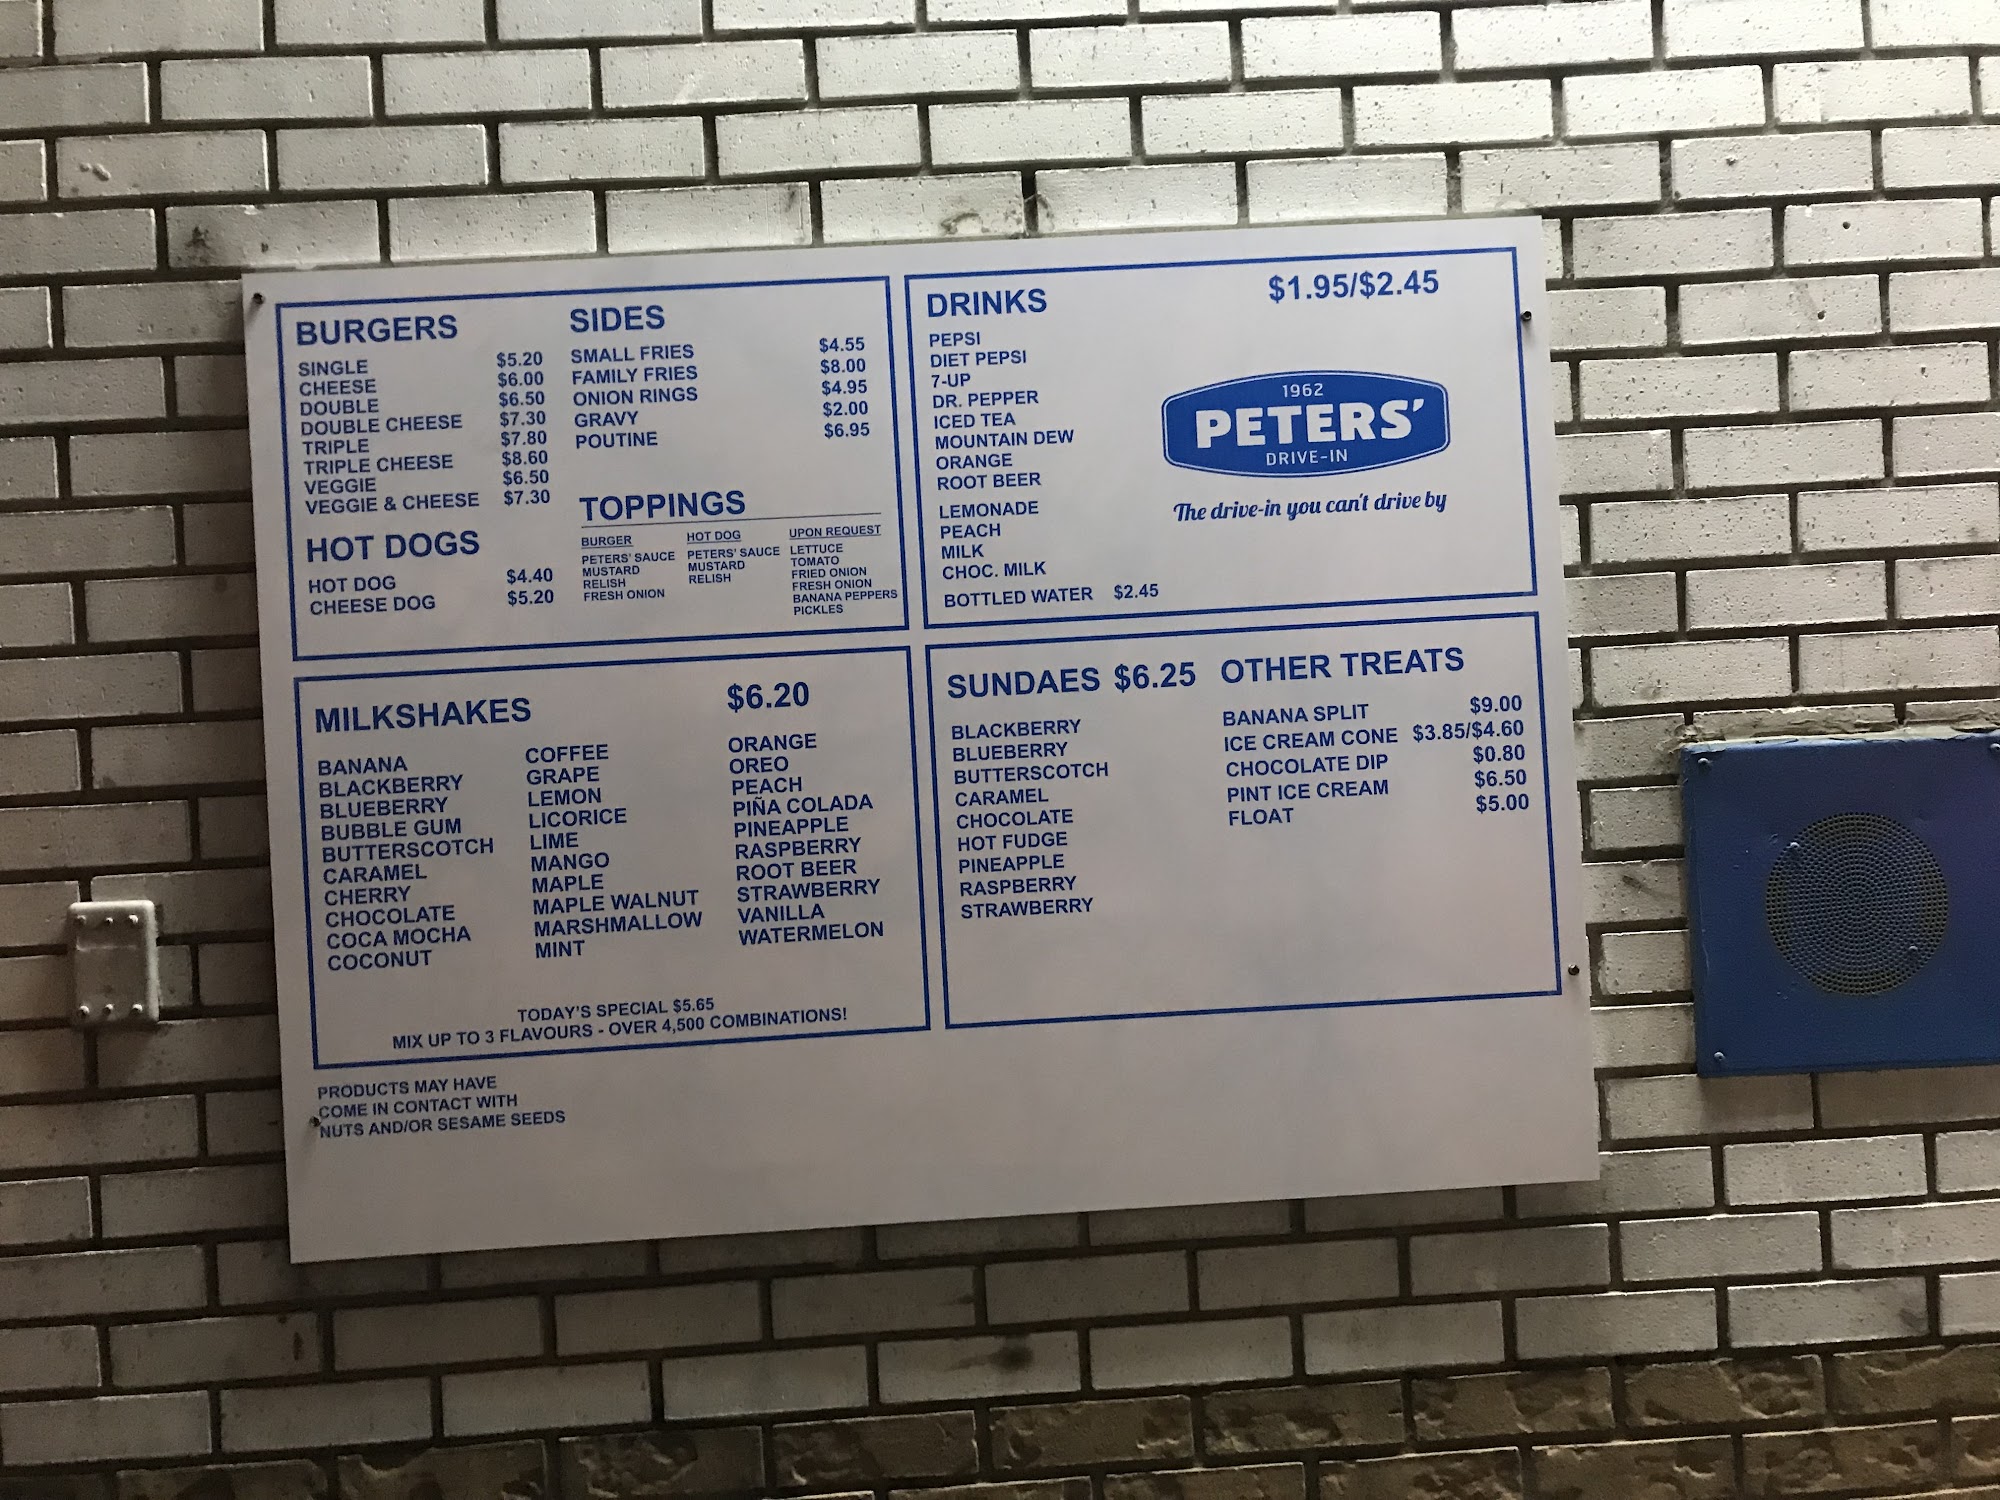 BURGERS
SINGLE $5.20
CHEESE $6.00
DOUBLE $6.50
DOUBLE CHEESE $7.30
TRIPLE $7.80
TRIPLE CHEESE $8.60
VEGGIE $6.50
VEGGIE & CHEESE $7.30
HOT DOGS
HOT DOG $4.40
CHEESE DOG $5.20
SIDES
SMALL FRIES $4.55
FAMILY FRIES $8.00
ONION RINGS $4.95
GRAVY $2.00
POUTINE $6.95
TOPPINGS
BURGER
PETERS' SAUCE
MUSTARD
RELISH
FRESH ONION
HOT DOG
PETERS' SAUCE
MUSTARD
RELISH
UPON REQUEST
LETTUCE
TOMATO
FRIED ONION
FRESH ONION
BANANA PEPPERS
PICKLES
DRINKS $1.95/$2.45
PEPSI
DIET PEPSI
7-UP
DR. PEPPER
ICED TEA
MOUNTAIN DEW
ORANGE
ROOT BEER
LEMONADE
PEACH
MILK
CHOC. MILK
BOTTLED WATER $2.45
1962
PETERS'
DRIVE-IN
The drive-in you can't drive by
MILKSHAKES $6.20
BANANA
BLACKBERRY
BLUEBERRY
BUBBLE GUM
BUTTERSCOTCH
CARAMEL
CHERRY
CHOCOLATE
COCA MOCHA
COCONUT
COFFEE
GRAPE
LEMON
LICORICE
LIME
MANGO
MAPLE
MAPLE WALNUT
MARSHMALLOW
MINT
ORANGE
OREO
PEACH
PIÑA COLADA
PINEAPPLE
RASPBERRY
ROOT BEER
STRAWBERRY
VANILLA
WATERMELON
TODAY'S SPECIAL $5.65
MIX UP TO 3 FLAVOURS - OVER 4,500 COMBINATIONS!
SUNDAES $6.25
BLACKBERRY
BLUEBERRY
BUTTERSCOTCH
CARAMEL
CHOCOLATE
HOT FUDGE
PINEAPPLE
RASPBERRY
STRAWBERRY
OTHER TREATS
BANANA SPLIT $9.00
ICE CREAM CONE $3.85/$4.60
CHOCOLATE DIP $0.80
PINT ICE CREAM $6.50
FLOAT $5.00
PRODUCTS MAY HAVE
COME IN CONTACT WITH
NUTS AND/OR SESAME SEEDS